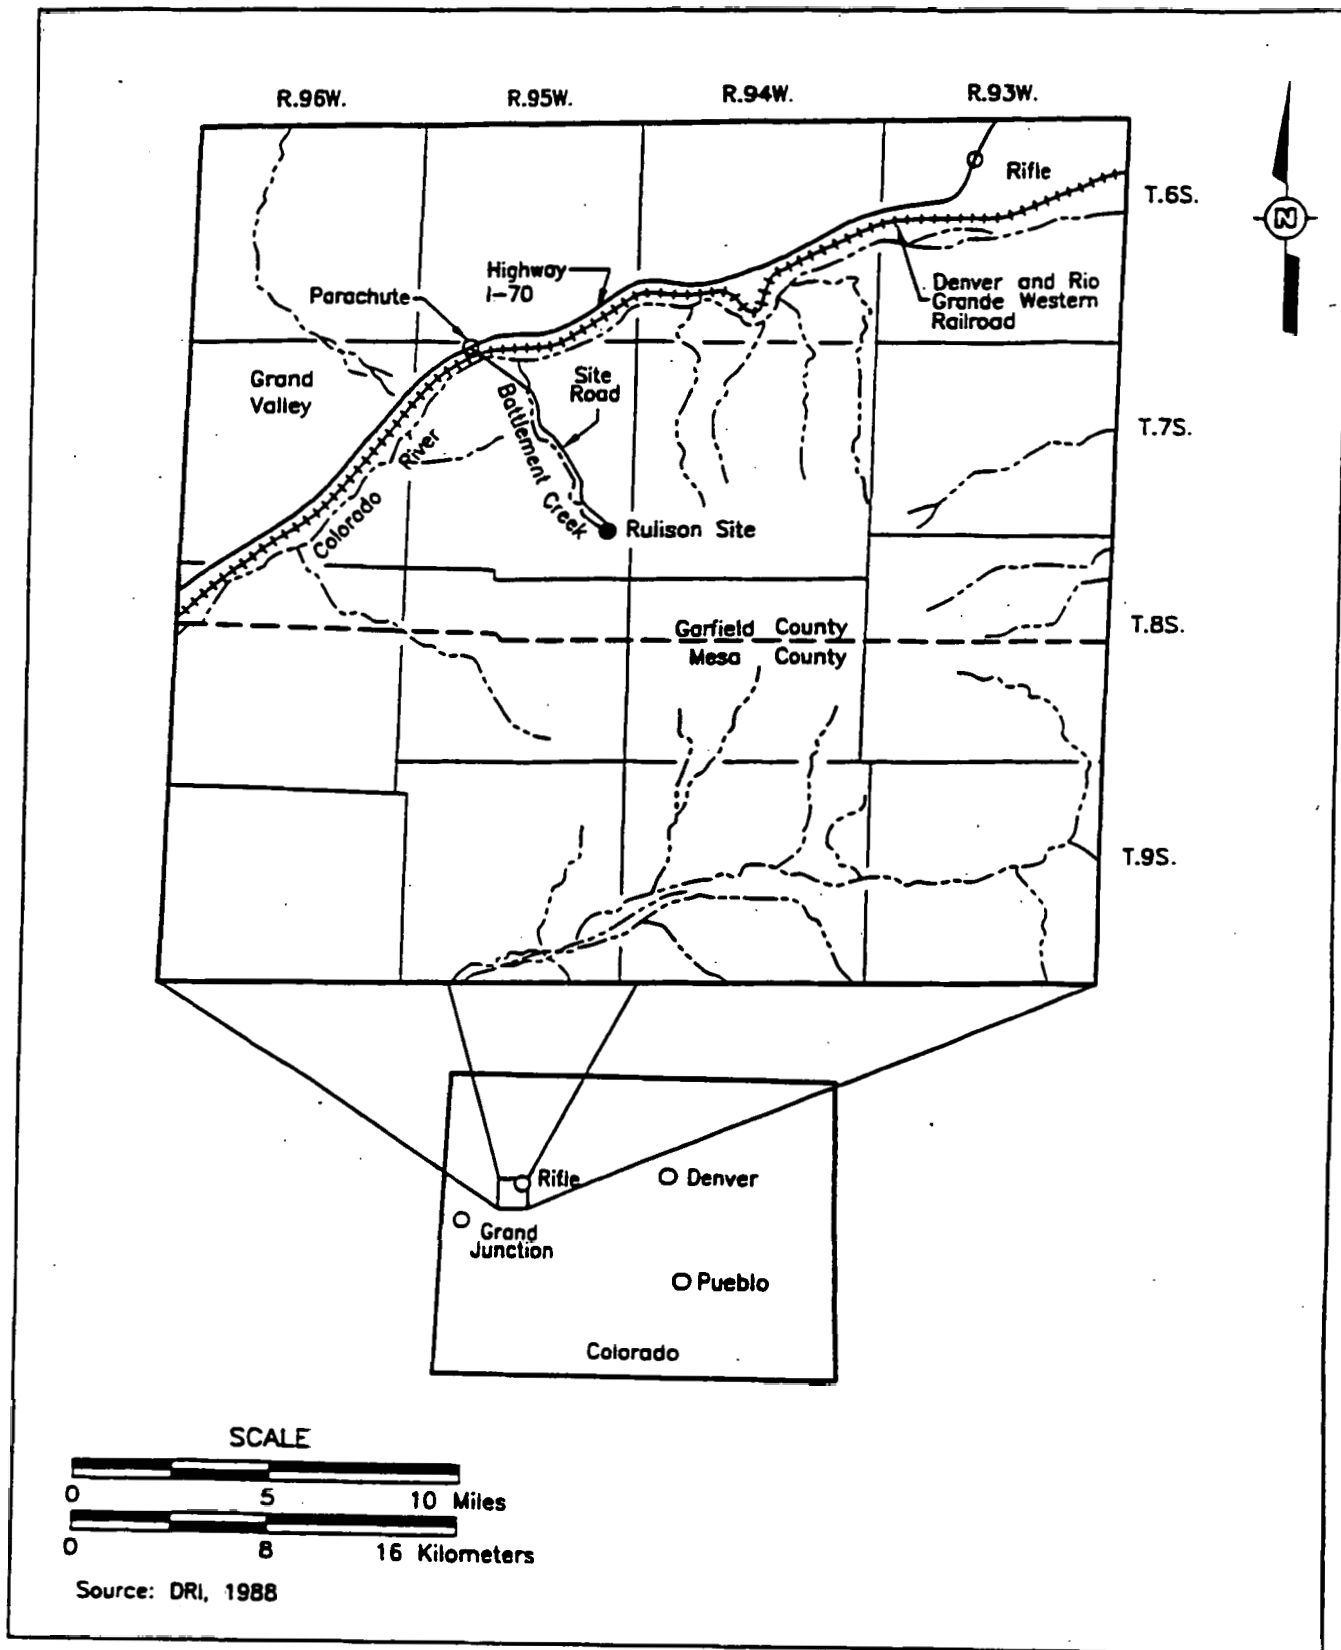 R.96W. R.95W. R.94W. R.93W.
N
Rifle
T.6S.
Highway
I-70
Parachute
Denver and Rio
Grande Western
Railroad
Grand
Valley
Site
Road
T.7S.
River
Colorado
Battlement Creek
Rulison Site
T.8S.
Garfield County
Mesa County
T.9S.
Rifle
Denver
Grand
Junction
Pueblo
Colorado
SCALE
0 5 10 Miles
0 8 16 Kilometers
Source: DRI, 1988